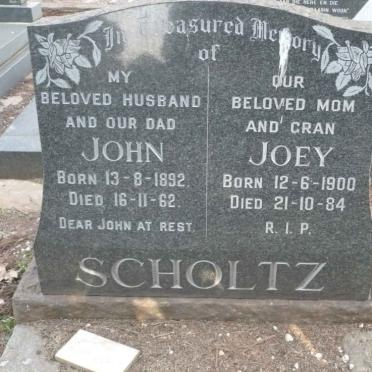 In Treasured Memory
of
MY
BELOVED HUSBAND
AND OUR DAD
JOHN
BORN 13-8-1892.
DIED 16-11-62.
DEAR JOHN AT REST.
OUR
BELOVED MOM
AND GRAN
JOEY
BORN 12-6-1900
DIED 21-10-84
R.I.P.
SCHOLTZ